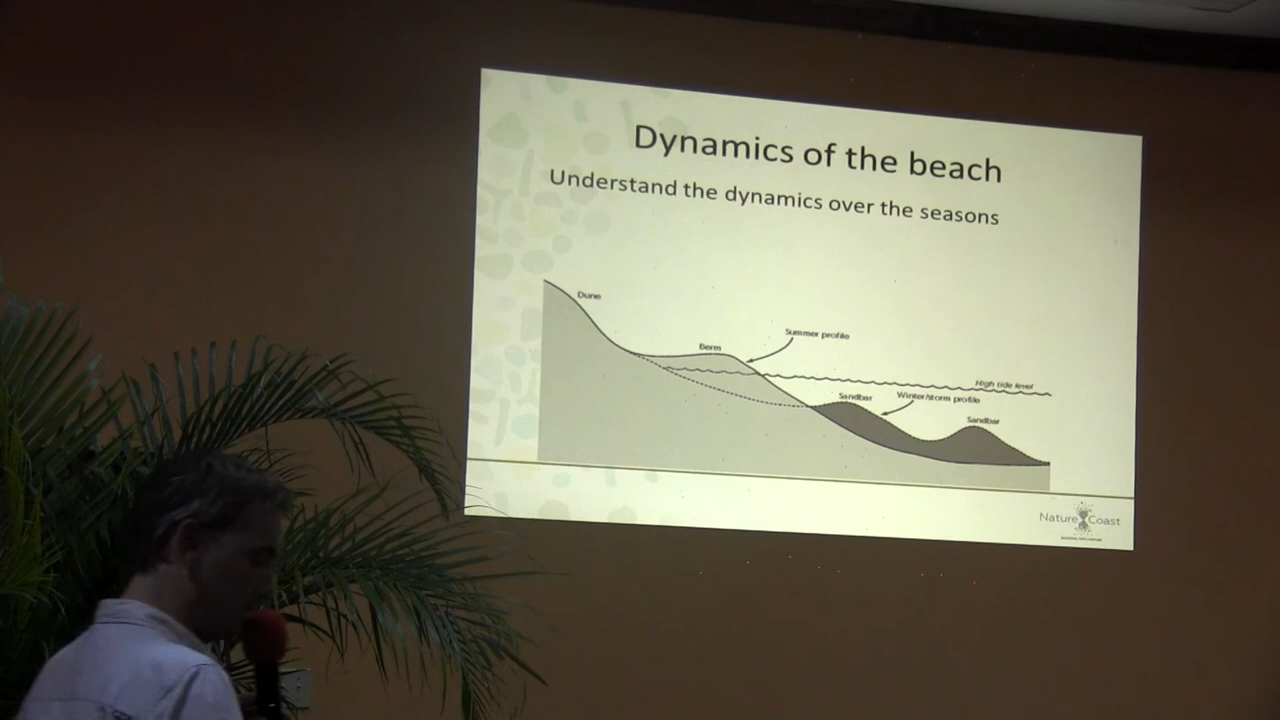 Dynamics of the beach
Understand the dynamics over the seasons
Dune
Summer profile
Berm
High tide level
Sandbar
Winter/storm profile
Sandbar
Nature Coast